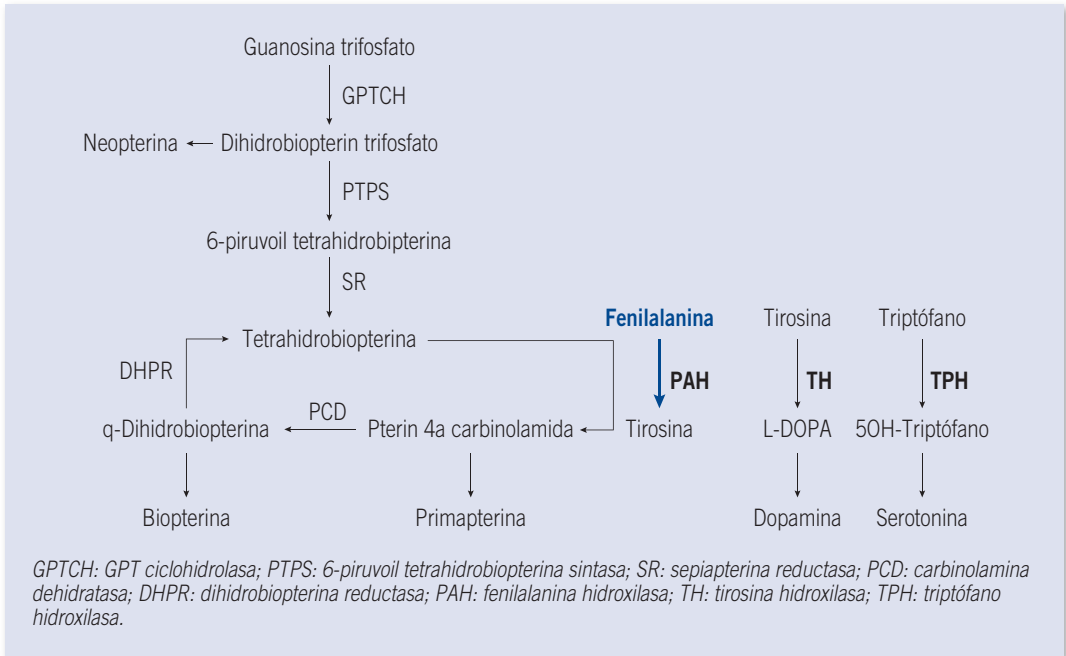 Guanosina trifosfato
GPTCH
Neopterina
Dihidrobiopterin trifosfato
PTPS
6-piruvoil tetrahidrobipterina
SR
Tetrahidrobiopterina
Fenilalanina
Tirosina
Triptófano
DHPR
PAH
TH
TPH
q-Dihidrobiopterina
PCD
Pterin 4a carbinolamida
Tirosina
L-DOPA
5OH-Triptófano
Biopterina
Primapterina
Dopamina
Serotonina
GPTCH: GPT ciclohidrolasa; PTPS: 6-piruvoil tetrahidrobiopterina sintasa; SR: sepiapterina reductasa; PCD: carbinolamina
dehidratasa; DHPR: dihidrobiopterina reductasa; PAH: fenilalanina hidroxilasa; TH: tirosina hidroxilasa; TPH: triptófano
hidroxilasa.